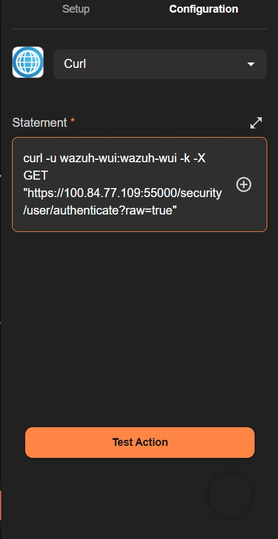 Setup
Configuration
Curl
Statement *
curl -u wazuh-wui:wazuh-wui -k -X
GET
"https://100.84.77.109:55000/security
/user/authenticate?raw=true"
Test Action